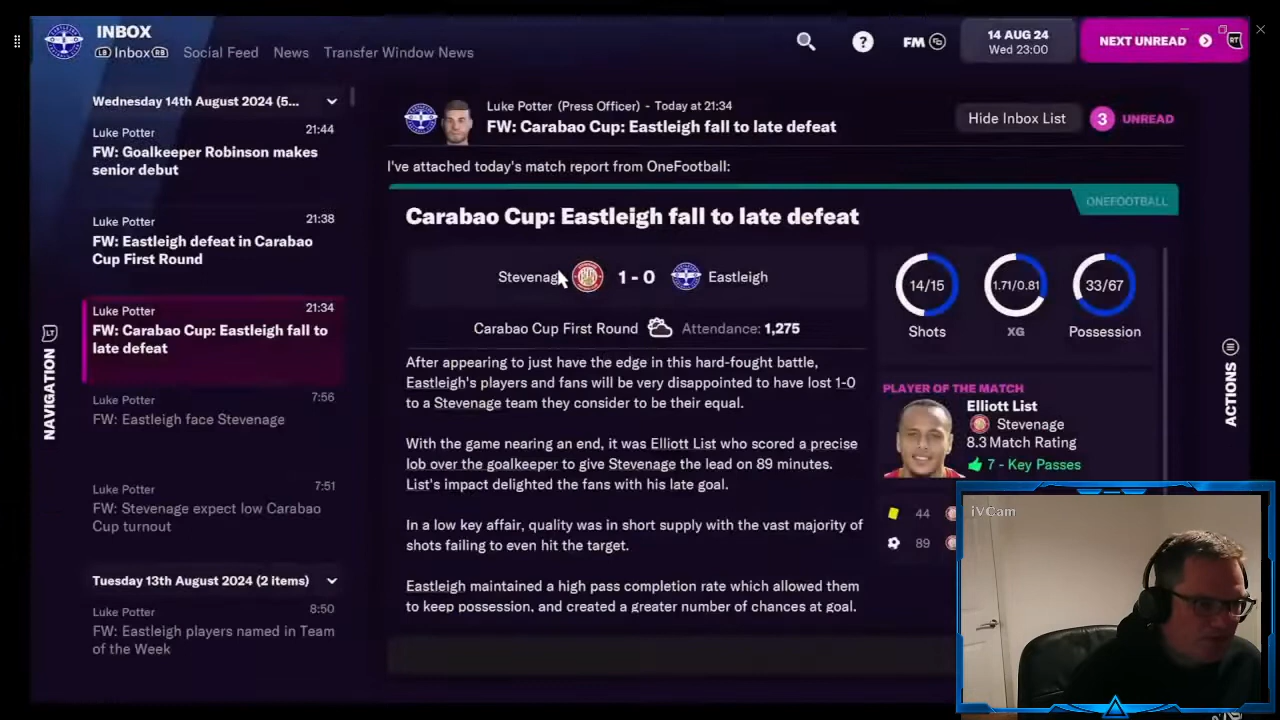 INBOX
LB Inbox RB
Social Feed
News
Transfer Window News
?
FM
14 AUG 24
Wed 23:00
NEXT UNREAD
RT
Wednesday 14th August 2024 (5...
Luke Potter
21:44
FW: Goalkeeper Robinson makes
senior debut
Luke Potter
21:38
FW: Eastleigh defeat in Carabao
Cup First Round
Luke Potter
21:34
FW: Carabao Cup: Eastleigh fall to
late defeat
Luke Potter
7:56
FW: Eastleigh face Stevenage
Luke Potter
7:51
FW: Stevenage expect low Carabao
Cup turnout
Tuesday 13th August 2024 (2 items)
Luke Potter
8:50
FW: Eastleigh players named in Team
of the Week
LT
NAVIGATION
Luke Potter (Press Officer) - Today at 21:34
FW: Carabao Cup: Eastleigh fall to late defeat
Hide Inbox List
3 UNREAD
I've attached today's match report from OneFootball:
ONEFOOTBALL
Carabao Cup: Eastleigh fall to late defeat
Stevenag
1 - 0
Eastleigh
Carabao Cup First Round
Attendance: 1,275
After appearing to just have the edge in this hard-fought battle,
Eastleigh's players and fans will be very disappointed to have lost 1-0
to a Stevenage team they consider to be their equal.
With the game nearing an end, it was Elliott List who scored a precise
lob over the goalkeeper to give Stevenage the lead on 89 minutes.
List's impact delighted the fans with his late goal.
In a low key affair, quality was in short supply with the vast majority of
shots failing to even hit the target.
Eastleigh maintained a high pass completion rate which allowed them
to keep possession, and created a greater number of chances at goal.
14/15
Shots
1.71/0.81
XG
33/67
Possession
PLAYER OF THE MATCH
Elliott List
Stevenage
8.3 Match Rating
7 - Key Passes
44
89
ACTIONS
iVCam